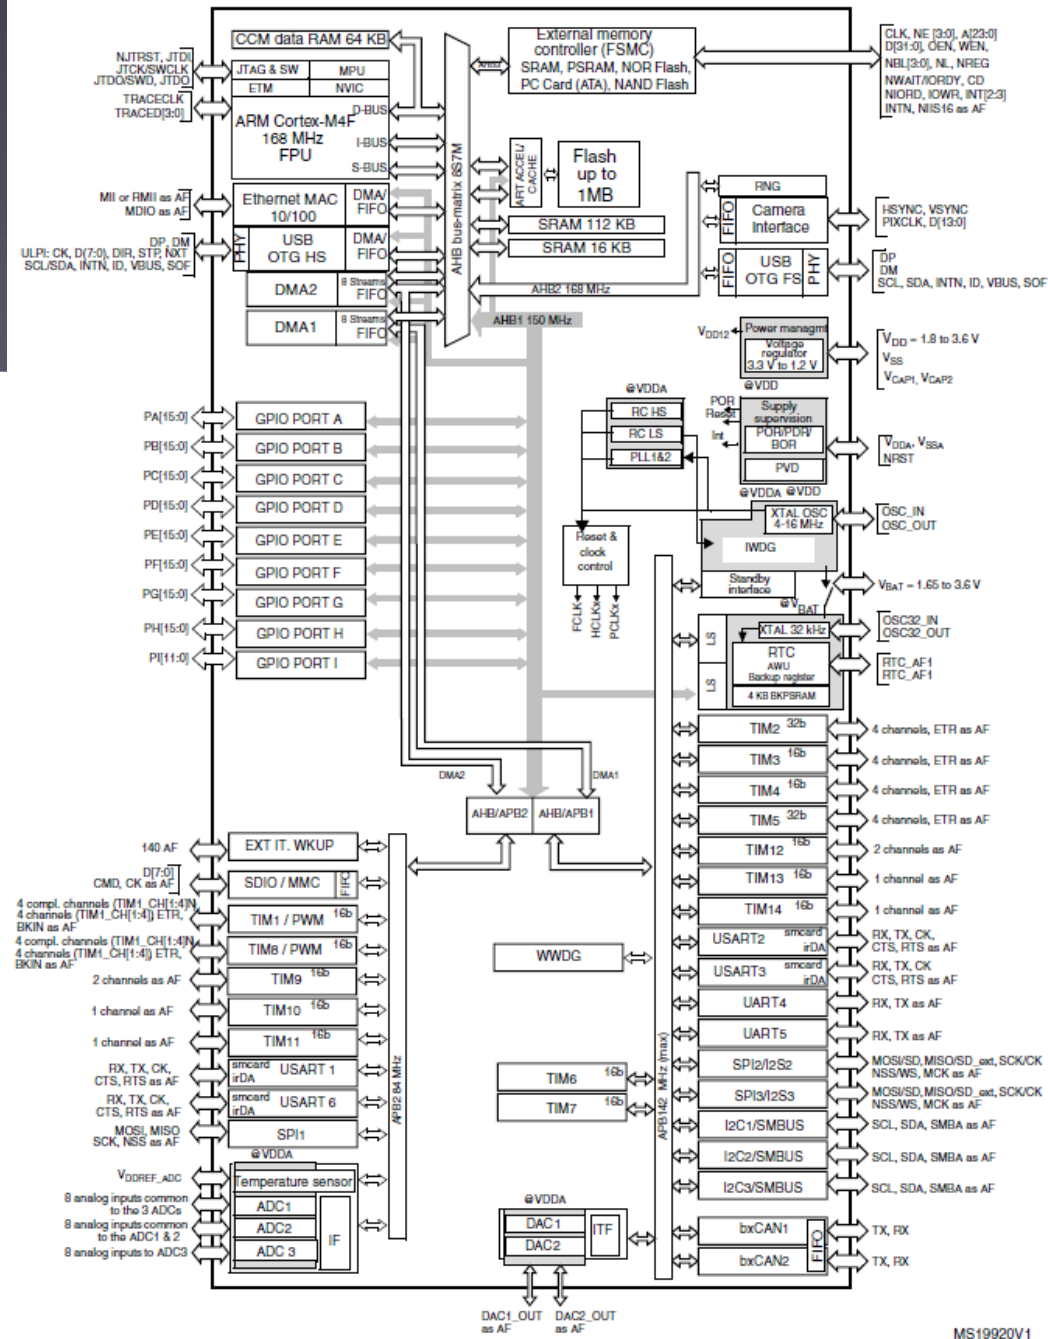 CCM data RAM 64 KB
External memory
controller (FSMC)
SRAM, PSRAM, NOR Flash,
PC Card (ATA), NAND Flash
CLK, NE [3:0], A[23:0]
D[31:0], OEN, WEN,
NBL[3:0], NL, NREG
NWAIT/IORDY, CD
NIORD, IOWR, INT[2:3]
INTN, NIIS16 as AF
NJTRST, JTDI,
JTCK/SWCLK
JTDO/SWD, JTDO
TRACECLK
TRACED[3:0]
JTAG & SW
MPU
ETM
NVIC
ARM Cortex-M4F
168 MHz
FPU
D-BUS
I-BUS
S-BUS
AHB3
AHB bus-matrix 8S7M
ART ACCEL/
CACHE
Flash
up to
1MB
SRAM 112 KB
SRAM 16 KB
AHB2 168 MHz
AHB1 150 MHz
MII or RMII as AF
MDIO as AF
Ethernet MAC
10/100
DMA/
FIFO
DP, DM
ULPI: CK, D(7:0), DIR, STP, NXT
SCL/SDA, INTN, ID, VBUS, SOF
PHY
USB
OTG HS
DMA/
FIFO
DMA2
8 Streams
FIFO
DMA1
8 Streams
FIFO
RNG
FIFO
Camera
Interface
HSYNC, VSYNC
PIXCLK, D[13:0]
FIFO
USB
OTG FS
PHY
DP
DM
SCL, SDA, INTN, ID, VBUS, SOF
VDD12
Power managmt
Voltage
regulator
3.3 V to 1.2 V
VDD = 1.8 to 3.6 V
VSS
VCAP1, VCAP2
@VDD
@VDDA
RC HS
RC LS
PLL1&2
POR
Reset
Int
Supply
supervision
POR/PDR/
BOR
PVD
VDDA, VSSA
NRST
@VDDA @VDD
XTAL OSC
4-16 MHz
OSC_IN
OSC_OUT
IWDG
Standby
interface
VBAT = 1.65 to 3.6 V
@VBAT
Reset &
clock
control
FCLK
HCLKx
PCLKx
LS
LS
XTAL 32 kHz
OSC32_IN
OSC32_OUT
RTC
AWU
Backup register
4 KB BKPSRAM
RTC_AF1
RTC_AF1
PA[15:0]
GPIO PORT A
PB[15:0]
GPIO PORT B
PC[15:0]
GPIO PORT C
PD[15:0]
GPIO PORT D
PE[15:0]
GPIO PORT E
PF[15:0]
GPIO PORT F
PG[15:0]
GPIO PORT G
PH[15:0]
GPIO PORT H
PI[11:0]
GPIO PORT I
DMA2
DMA1
AHB/APB2
AHB/APB1
140 AF
EXT IT. WKUP
D[7:0]
CMD, CK as AF
SDIO / MMC
FIFO
4 compl. channels (TIM1_CH[1:4]N
4 channels (TIM1_CH[1:4]) ETR,
BKIN as AF
TIM1 / PWM 16b
4 compl. channels (TIM1_CH[1:4]N
4 channels (TIM1_CH[1:4]) ETR,
BKIN as AF
TIM8 / PWM 16b
2 channels as AF
TIM9 16b
1 channel as AF
TIM10 16b
1 channel as AF
TIM11 16b
RX, TX, CK,
CTS, RTS as AF
smcard
irDA
USART 1
RX, TX, CK,
CTS, RTS as AF
smcard
irDA
USART 6
MOSI, MISO
SCK, NSS as AF
SPI1
@VDDA
VDDREF_ADC
Temperature sensor
8 analog inputs common
to the 3 ADCs
8 analog inputs common
to the ADC1 & 2
8 analog inputs to ADC3
ADC1
ADC2
ADC 3
IF
APB2 84 MHz
WWDG
TIM6 16b
TIM7 16b
@VDDA
DAC1
DAC2
ITF
DAC1_OUT
as AF
DAC2_OUT
as AF
APB142 MHz (max)
TIM2 32b
4 channels, ETR as AF
TIM3 16b
4 channels, ETR as AF
TIM4 16b
4 channels, ETR as AF
TIM5 32b
4 channels, ETR as AF
TIM12 16b
2 channels as AF
TIM13 16b
1 channel as AF
TIM14 16b
1 channel as AF
USART2
smcard
irDA
RX, TX, CK,
CTS, RTS as AF
USART3
smcard
irDA
RX, TX, CK
CTS, RTS as AF
UART4
RX, TX as AF
UART5
RX, TX as AF
SPI2/I2S2
MOSI/SD, MISO/SD_ext, SCK/CK
NSS/WS, MCK as AF
SPI3/I2S3
MOSI/SD, MISO/SD_ext, SCK/CK
NSS/WS, MCK as AF
I2C1/SMBUS
SCL, SDA, SMBA as AF
I2C2/SMBUS
SCL, SDA, SMBA as AF
I2C3/SMBUS
SCL, SDA, SMBA as AF
bxCAN1
TX, RX
bxCAN2
TX, RX
FIFO
MS19920V1